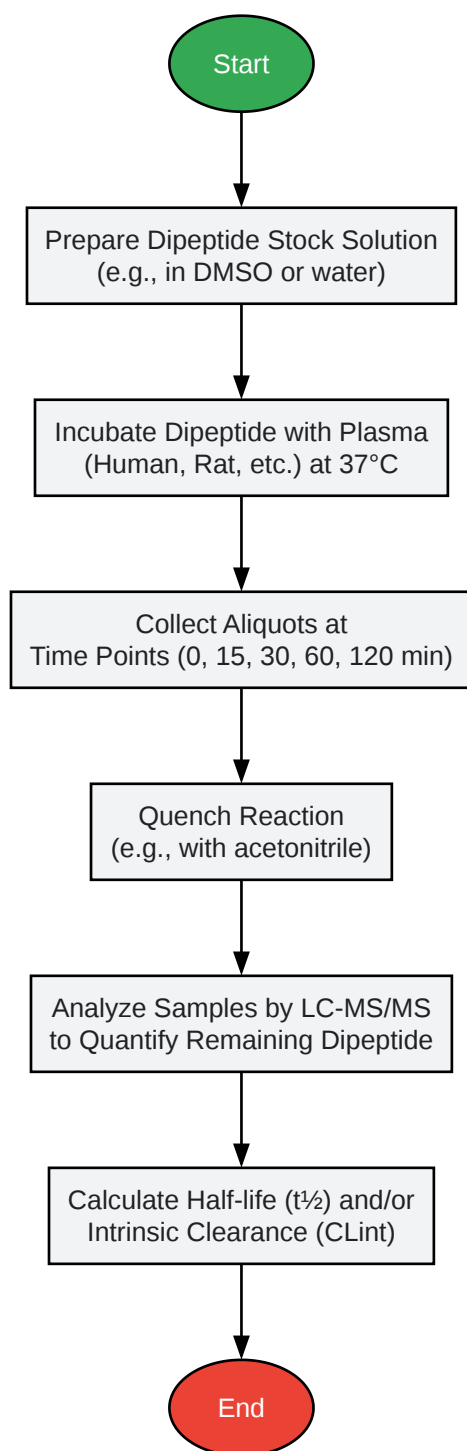 Start
Prepare Dipeptide Stock Solution
(e.g., in DMSO or water)
Incubate Dipeptide with Plasma
(Human, Rat, etc.) at 37°C
Collect Aliquots at
Time Points (0, 15, 30, 60, 120 min)
Quench Reaction
(e.g., with acetonitrile)
Analyze Samples by LC-MS/MS
to Quantify Remaining Dipeptide
Calculate Half-life (t½) and/or
Intrinsic Clearance (CLint)
End